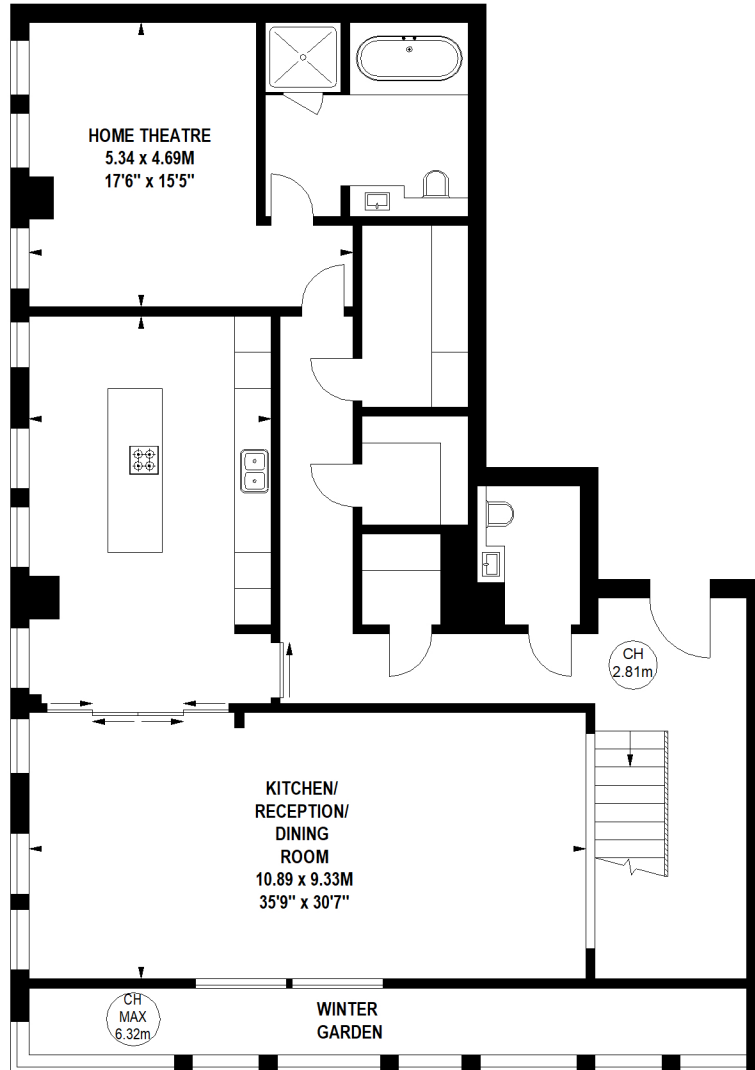 HOME THEATRE
5.34 x 4.69M
17'6" x 15'5"
CH
2.81m
KITCHEN/
RECEPTION/
DINING
ROOM
10.89 x 9.33M
35'9" x 30'7"
CH
MAX
6.32m
WINTER
GARDEN